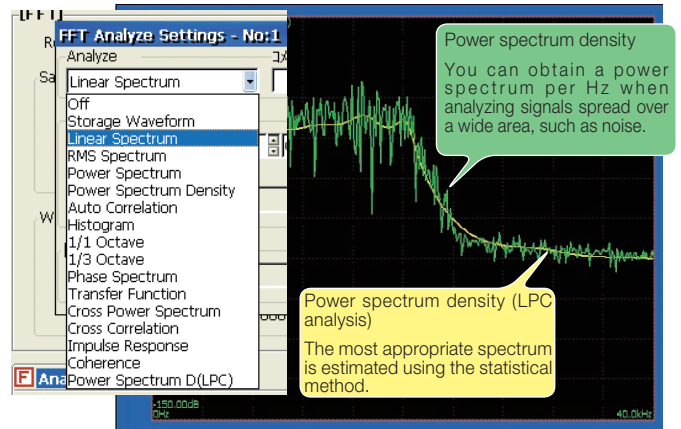 [FFT]
FFT Analyze Settings - No:1
Analyze
Linear Spectrum
Off
Storage Waveform
Linear Spectrum
RMS Spectrum
Power Spectrum
Power Spectrum Density
Auto Correlation
Histogram
1/1 Octave
1/3 Octave
Phase Spectrum
Transfer Function
Cross Power Spectrum
Cross Correlation
Impulse Response
Coherence
Power Spectrum D(LPC)
Sa
W
F Ana
Power spectrum density
You can obtain a power
spectrum per Hz when
analyzing signals spread over
a wide area, such as noise.
Power spectrum density (LPC
analysis)
The most appropriate spectrum
is estimated using the statistical
method.
-150.00dB
0Hz
40.0kHz